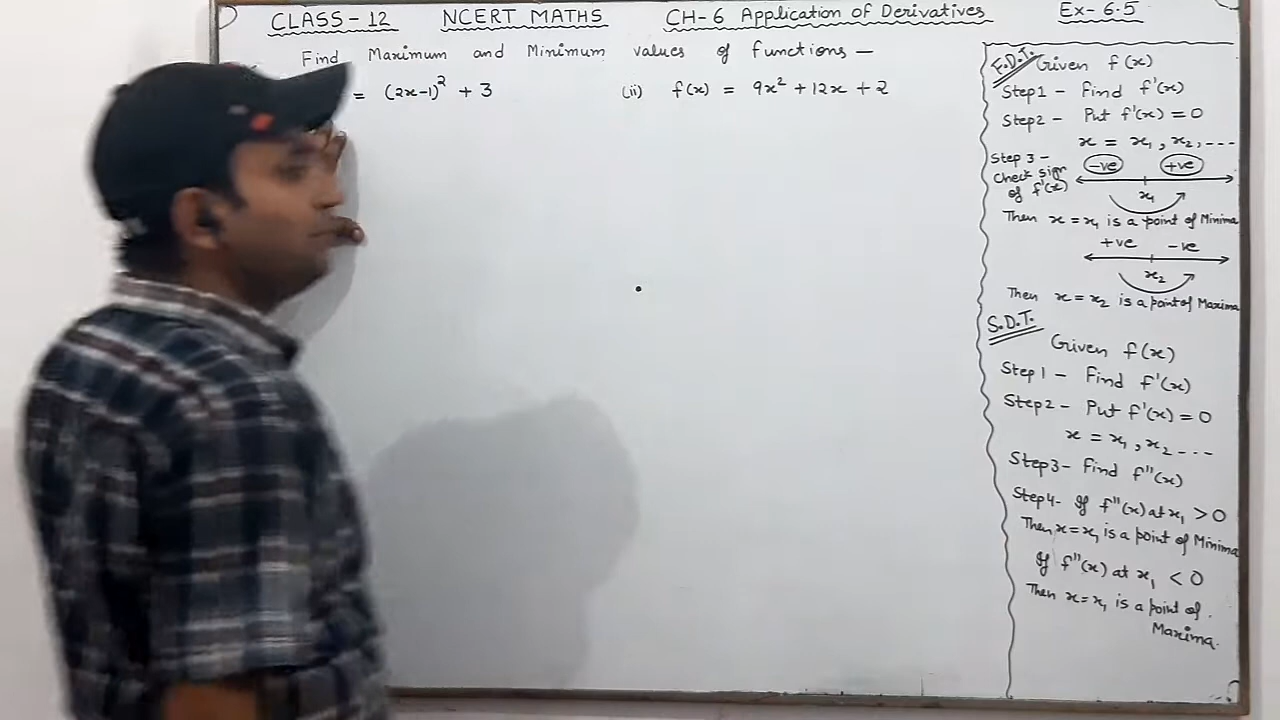 CLASS-12 NCERT MATHS CH-6 Application of Derivatives Ex-6.5
Find Maximum and Minimum values of functions —
= (2x-1)² + 3 (ii) f(x) = 9x² + 12x + 2
F.D.T. Given f(x)
Step1 - Find f'(x)
Step2 - Put f'(x) = 0
x = x₁, x₂, ---
Step 3 - Check sign of f'(x)
-ve +ve
x₁
Then x = x₁ is a point of Minima
+ve -ve
x₂
Then x = x₂ is a point of Maxima
S.D.T.
Given f(x)
Step1 - Find f'(x)
Step2 - Put f'(x) = 0
x = x₁, x₂ ---
Step3 - Find f''(x)
Step4 - If f''(x) at x₁ > 0
Then x = x₁ is a point of Minima
If f''(x) at x₁ < 0
Then x = x₁ is a point of
Maxima.